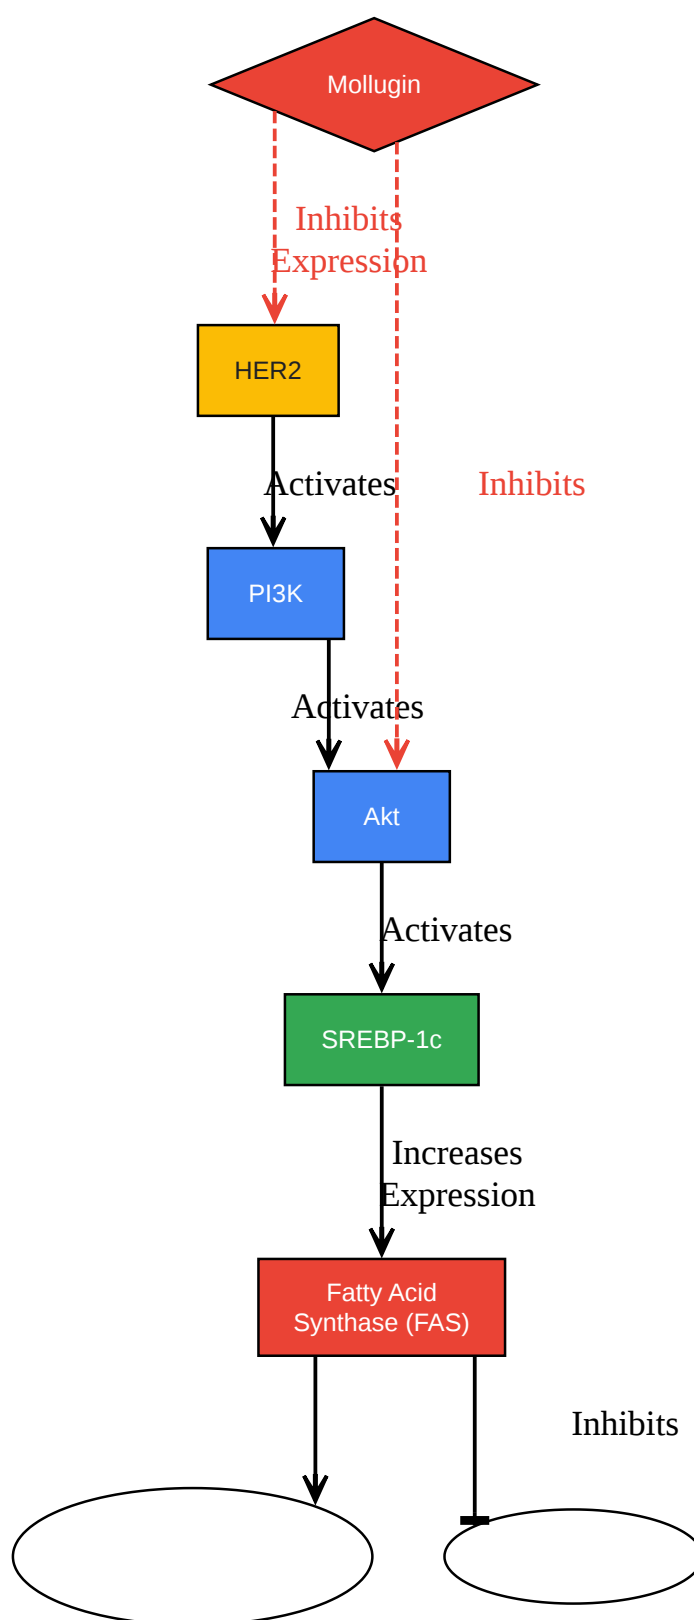 Mollugin
Inhibits
Expression
HER2
Activates
Inhibits
PI3K
Activates
Akt
Activates
SREBP-1c
Increases
Expression
Fatty Acid
Synthase (FAS)
Inhibits